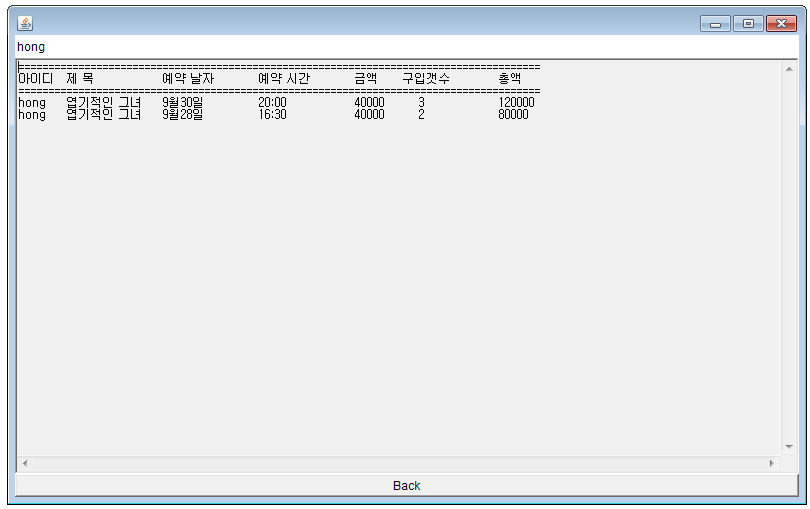 hong
==========================================================================
아이디 제 목 예약 날자 예약 시간 금액 구입갯수 총액
==========================================================================
hong 엽기적인 그녀 9월30일 20:00 40000 3 120000
hong 엽기적인 그녀 9월28일 16:30 40000 2 80000
Back